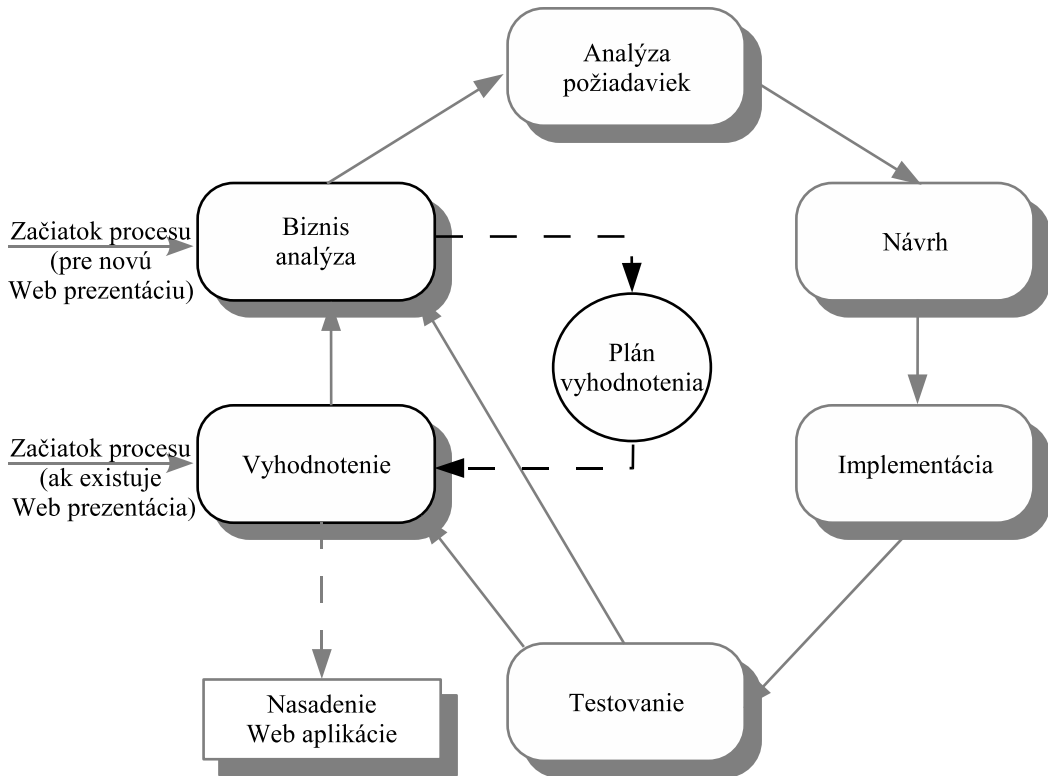 Analýza
požiadaviek
Začiatok procesu
(pre novú
Web prezentáciu)
Biznis
analýza
Návrh
Plán
vyhodnotenia
Začiatok procesu
(ak existuje
Web prezentácia)
Vyhodnotenie
Implementácia
Nasadenie
Web aplikácie
Testovanie